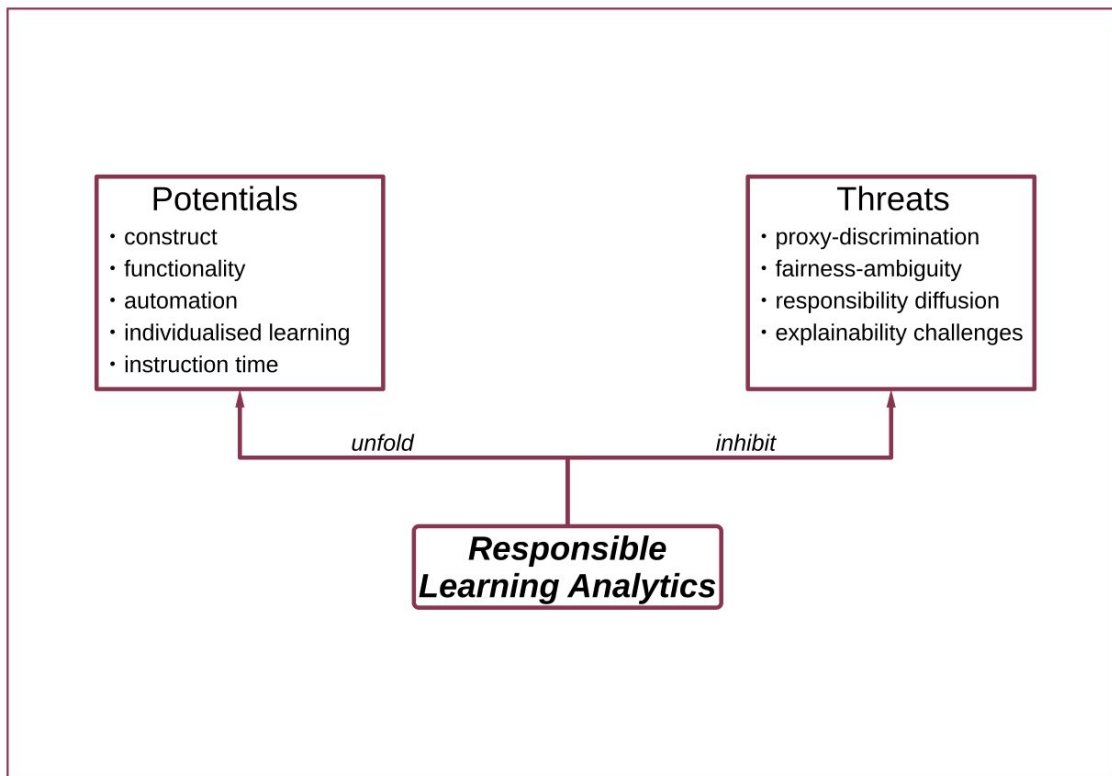 Potentials
・construct
・functionality
・automation
・individualised learning
・instruction time
Threats
・proxy-discrimination
・fairness-ambiguity
・responsibility diffusion
・explainability challenges
unfold
inhibit
Responsible
Learning Analytics